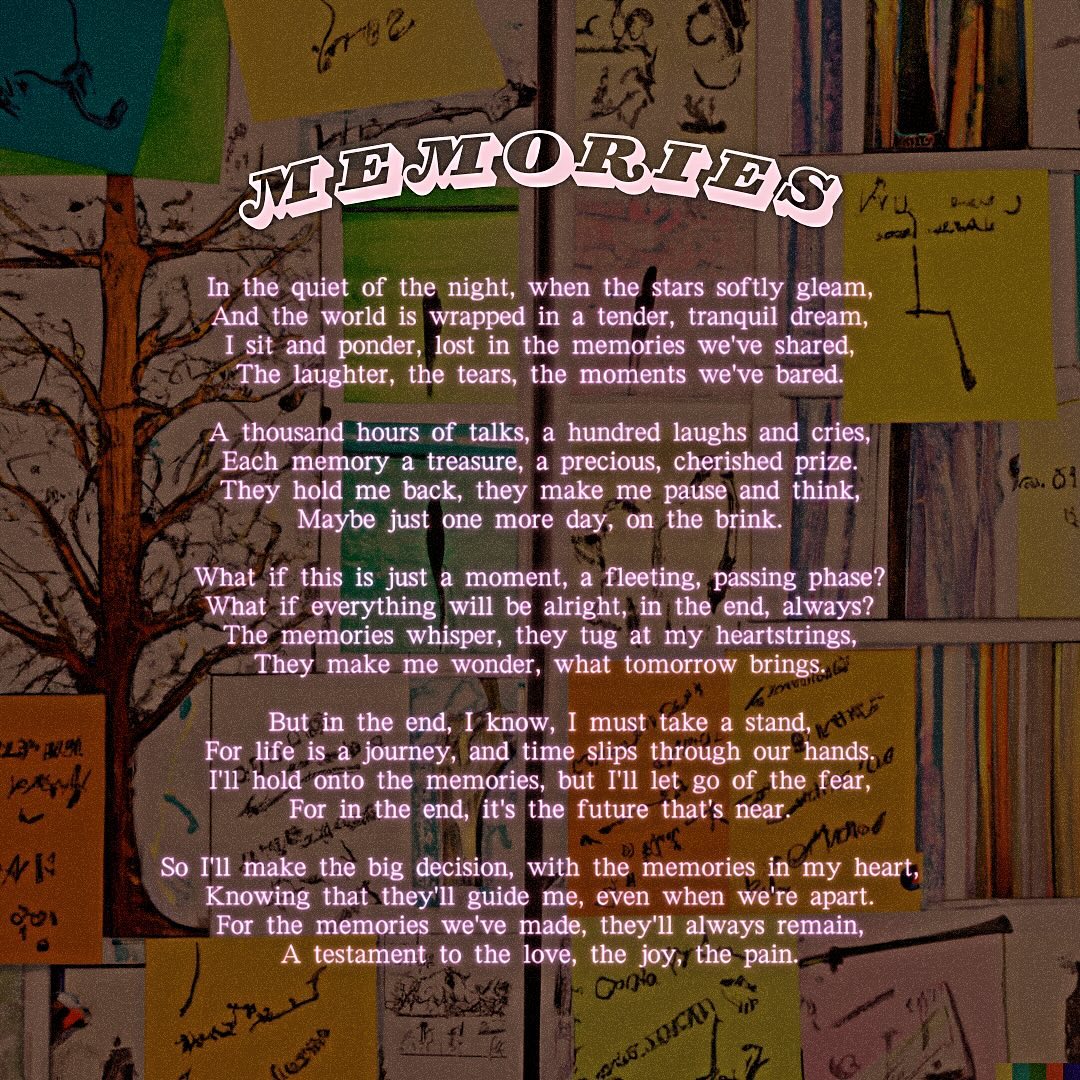 MEMORIES
In the quiet of the night, when the stars softly gleam,
And the world is wrapped in a tender, tranquil dream,
I sit and ponder, lost in the memories we've shared,
The laughter, the tears, the moments we've bared.
A thousand hours of talks, a hundred laughs and cries,
Each memory a treasure, a precious, cherished prize.
They hold me back, they make me pause and think,
Maybe just one more day, on the brink.
What if this is just a moment, a fleeting, passing phase?
What if everything will be alright, in the end, always?
The memories whisper, they tug at my heartstrings,
They make me wonder, what tomorrow brings.
But in the end, I know, I must take a stand,
For life is a journey, and time slips through our hands.
I'll hold onto the memories, but I'll let go of the fear,
For in the end, it's the future that's near.
So I'll make the big decision, with the memories in my heart,
Knowing that they'll guide me, even when we're apart.
For the memories we've made, they'll always remain,
A testament to the love, the joy, the pain.